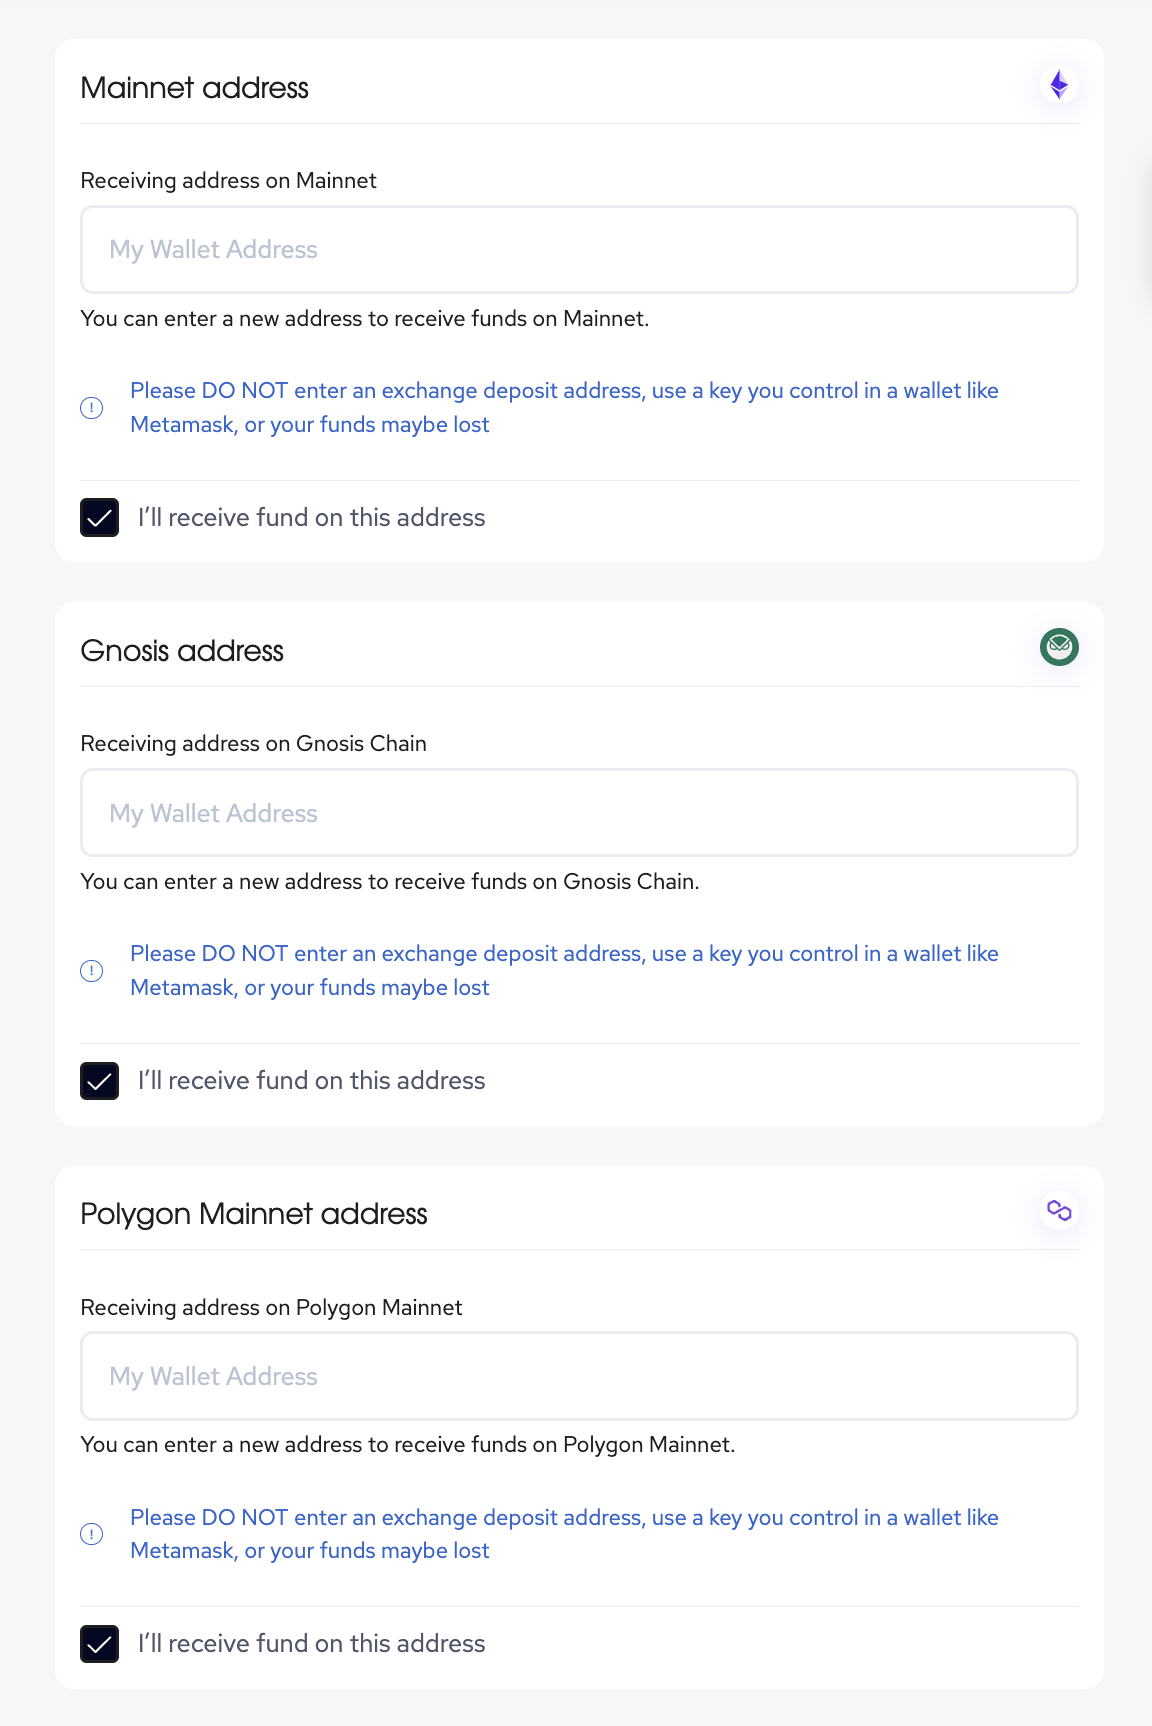 Mainnet address
Receiving address on Mainnet
My Wallet Address
You can enter a new address to receive funds on Mainnet.
Please DO NOT enter an exchange deposit address, use a key you control in a wallet like
Metamask, or your funds maybe lost
I’ll receive fund on this address
Gnosis address
Receiving address on Gnosis Chain
My Wallet Address
You can enter a new address to receive funds on Gnosis Chain.
Please DO NOT enter an exchange deposit address, use a key you control in a wallet like
Metamask, or your funds maybe lost
I’ll receive fund on this address
Polygon Mainnet address
Receiving address on Polygon Mainnet
My Wallet Address
You can enter a new address to receive funds on Polygon Mainnet.
Please DO NOT enter an exchange deposit address, use a key you control in a wallet like
Metamask, or your funds maybe lost
I’ll receive fund on this address